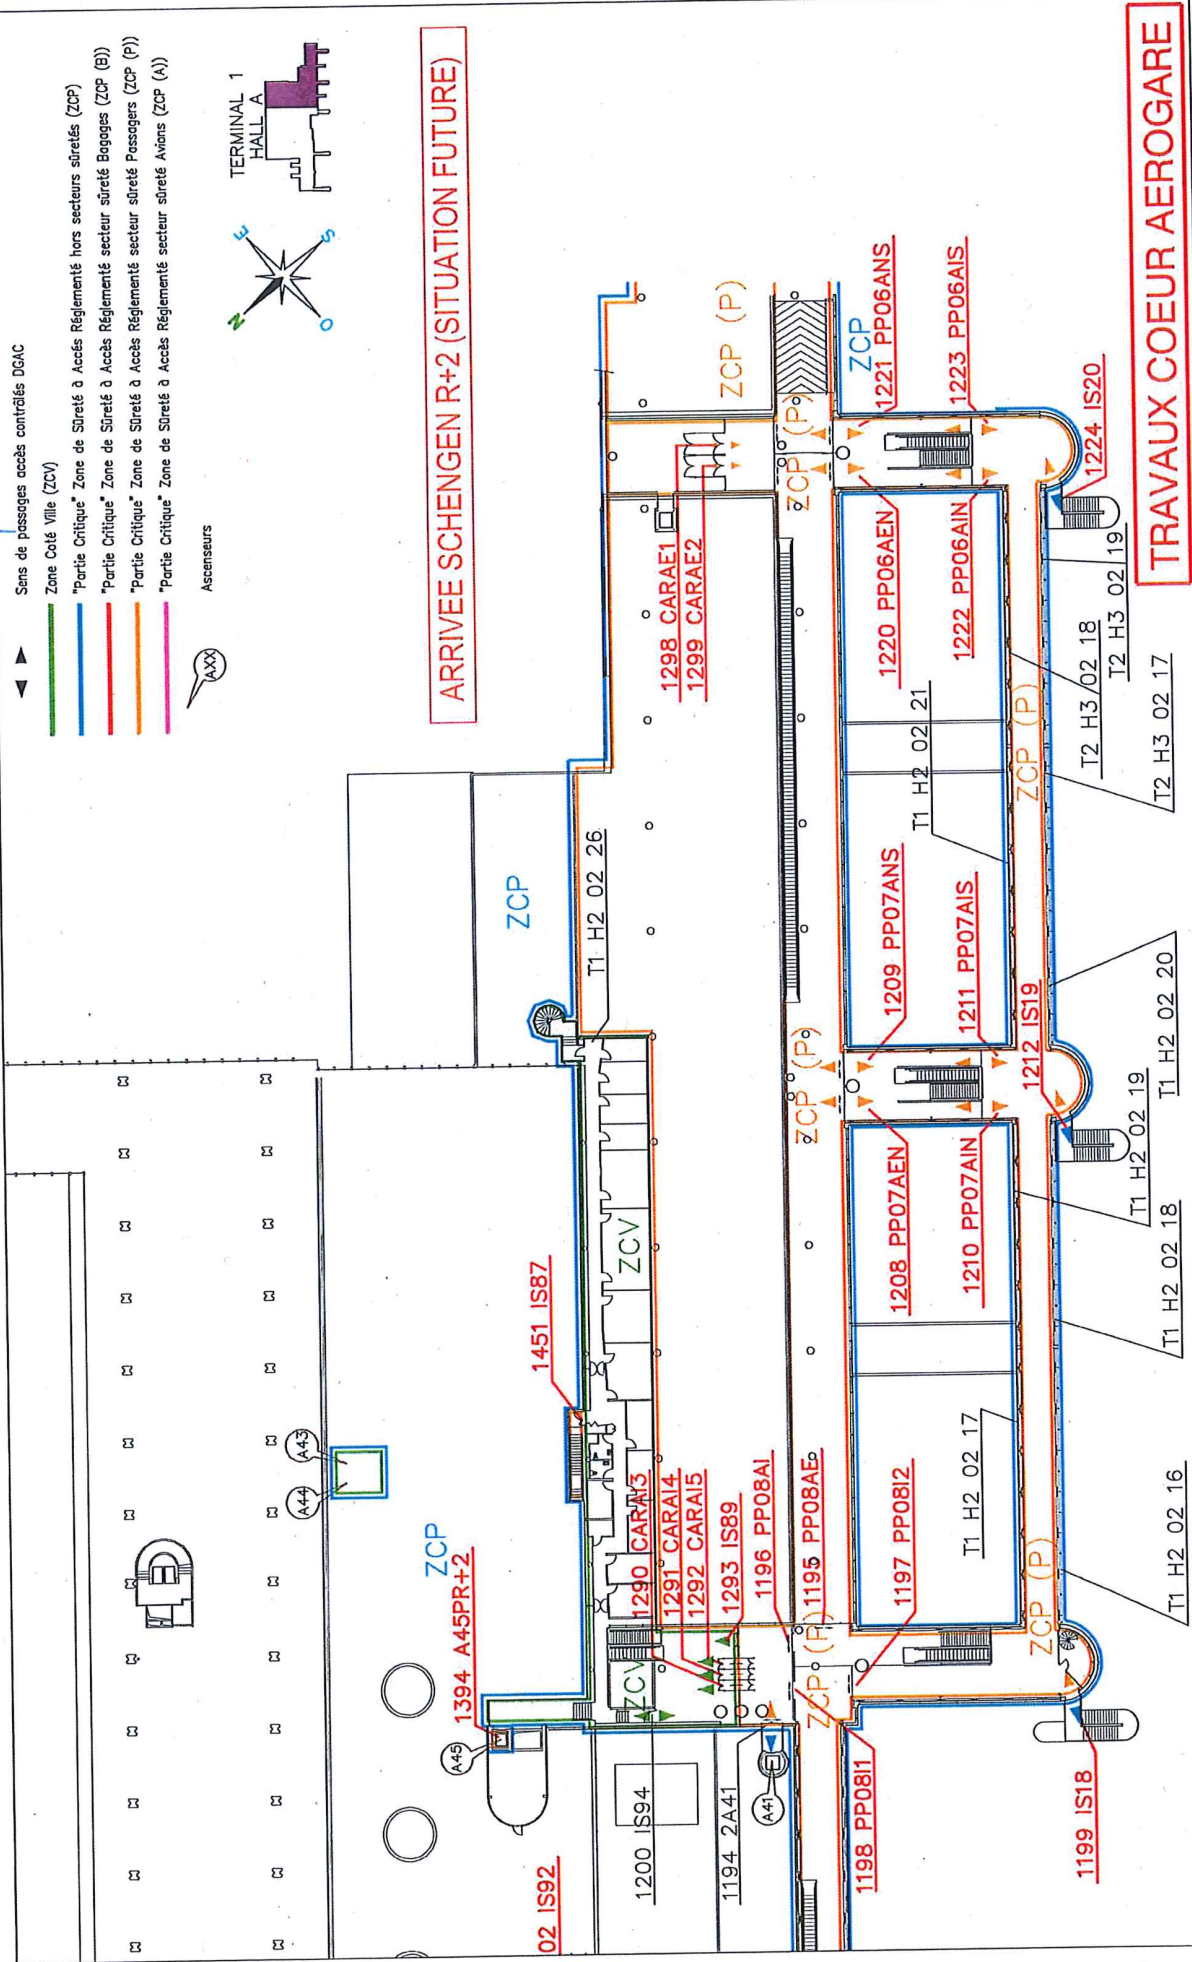 Sens de passages accès contrôlés DGAC
Zone Coté Ville (ZCV)
"Partie Critique" Zone de Sûreté à Accés Réglementé hors secteurs sûretés (ZCP)
"Partie Critique" Zone de Sûreté à Accès Réglementé secteur sûreté Bagages (ZCP (B))
"Partie Critique" Zone de Sûreté à Accès Réglementé secteur sûreté Passagers (ZCP (P))
"Partie Critique" Zone de Sûreté à Accès Réglementé secteur sûreté Avions (ZCP (A))
AXX
Ascenseurs
TERMINAL 1
HALL A
N
E
S
O
ARRIVEE SCHENGEN R+2 (SITUATION FUTURE)
A43
A44
ZCP
1394 A45PR+2
A45
02 IS92
1451 IS87
ZCP
T1 H2 02 26
ZCV
ZCV
1290 CARAI3
1291 CARAI4
1292 CARAI5
1293 IS89
1196 PP08AI
1195 PP08AE
1197 PP08I2
1200 IS94
1194 2A41
A41
1198 PP08I1
1199 IS18
ZCP (P)
ZCP (P)
T1 H2 02 17
T1 H2 02 16
1208 PP07AEN
1210 PP07AIN
1209 PP07ANS
1211 PP07AIS
1212 IS19
ZCP (P)
T1 H2 02 18
T1 H2 02 19
T1 H2 02 20
T1 H2 02 21
1298 CARAE1
1299 CARAE2
ZCP (P)
ZCP (P)
ZCP
1220 PP06AEN
1222 PP06AIN
1221 PP06ANS
1223 PP06AIS
1224 IS20
ZCP (P)
T2 H3 02 17
T2 H3 02 18
T2 H3 02 19
TRAVAUX COEUR AEROGARE